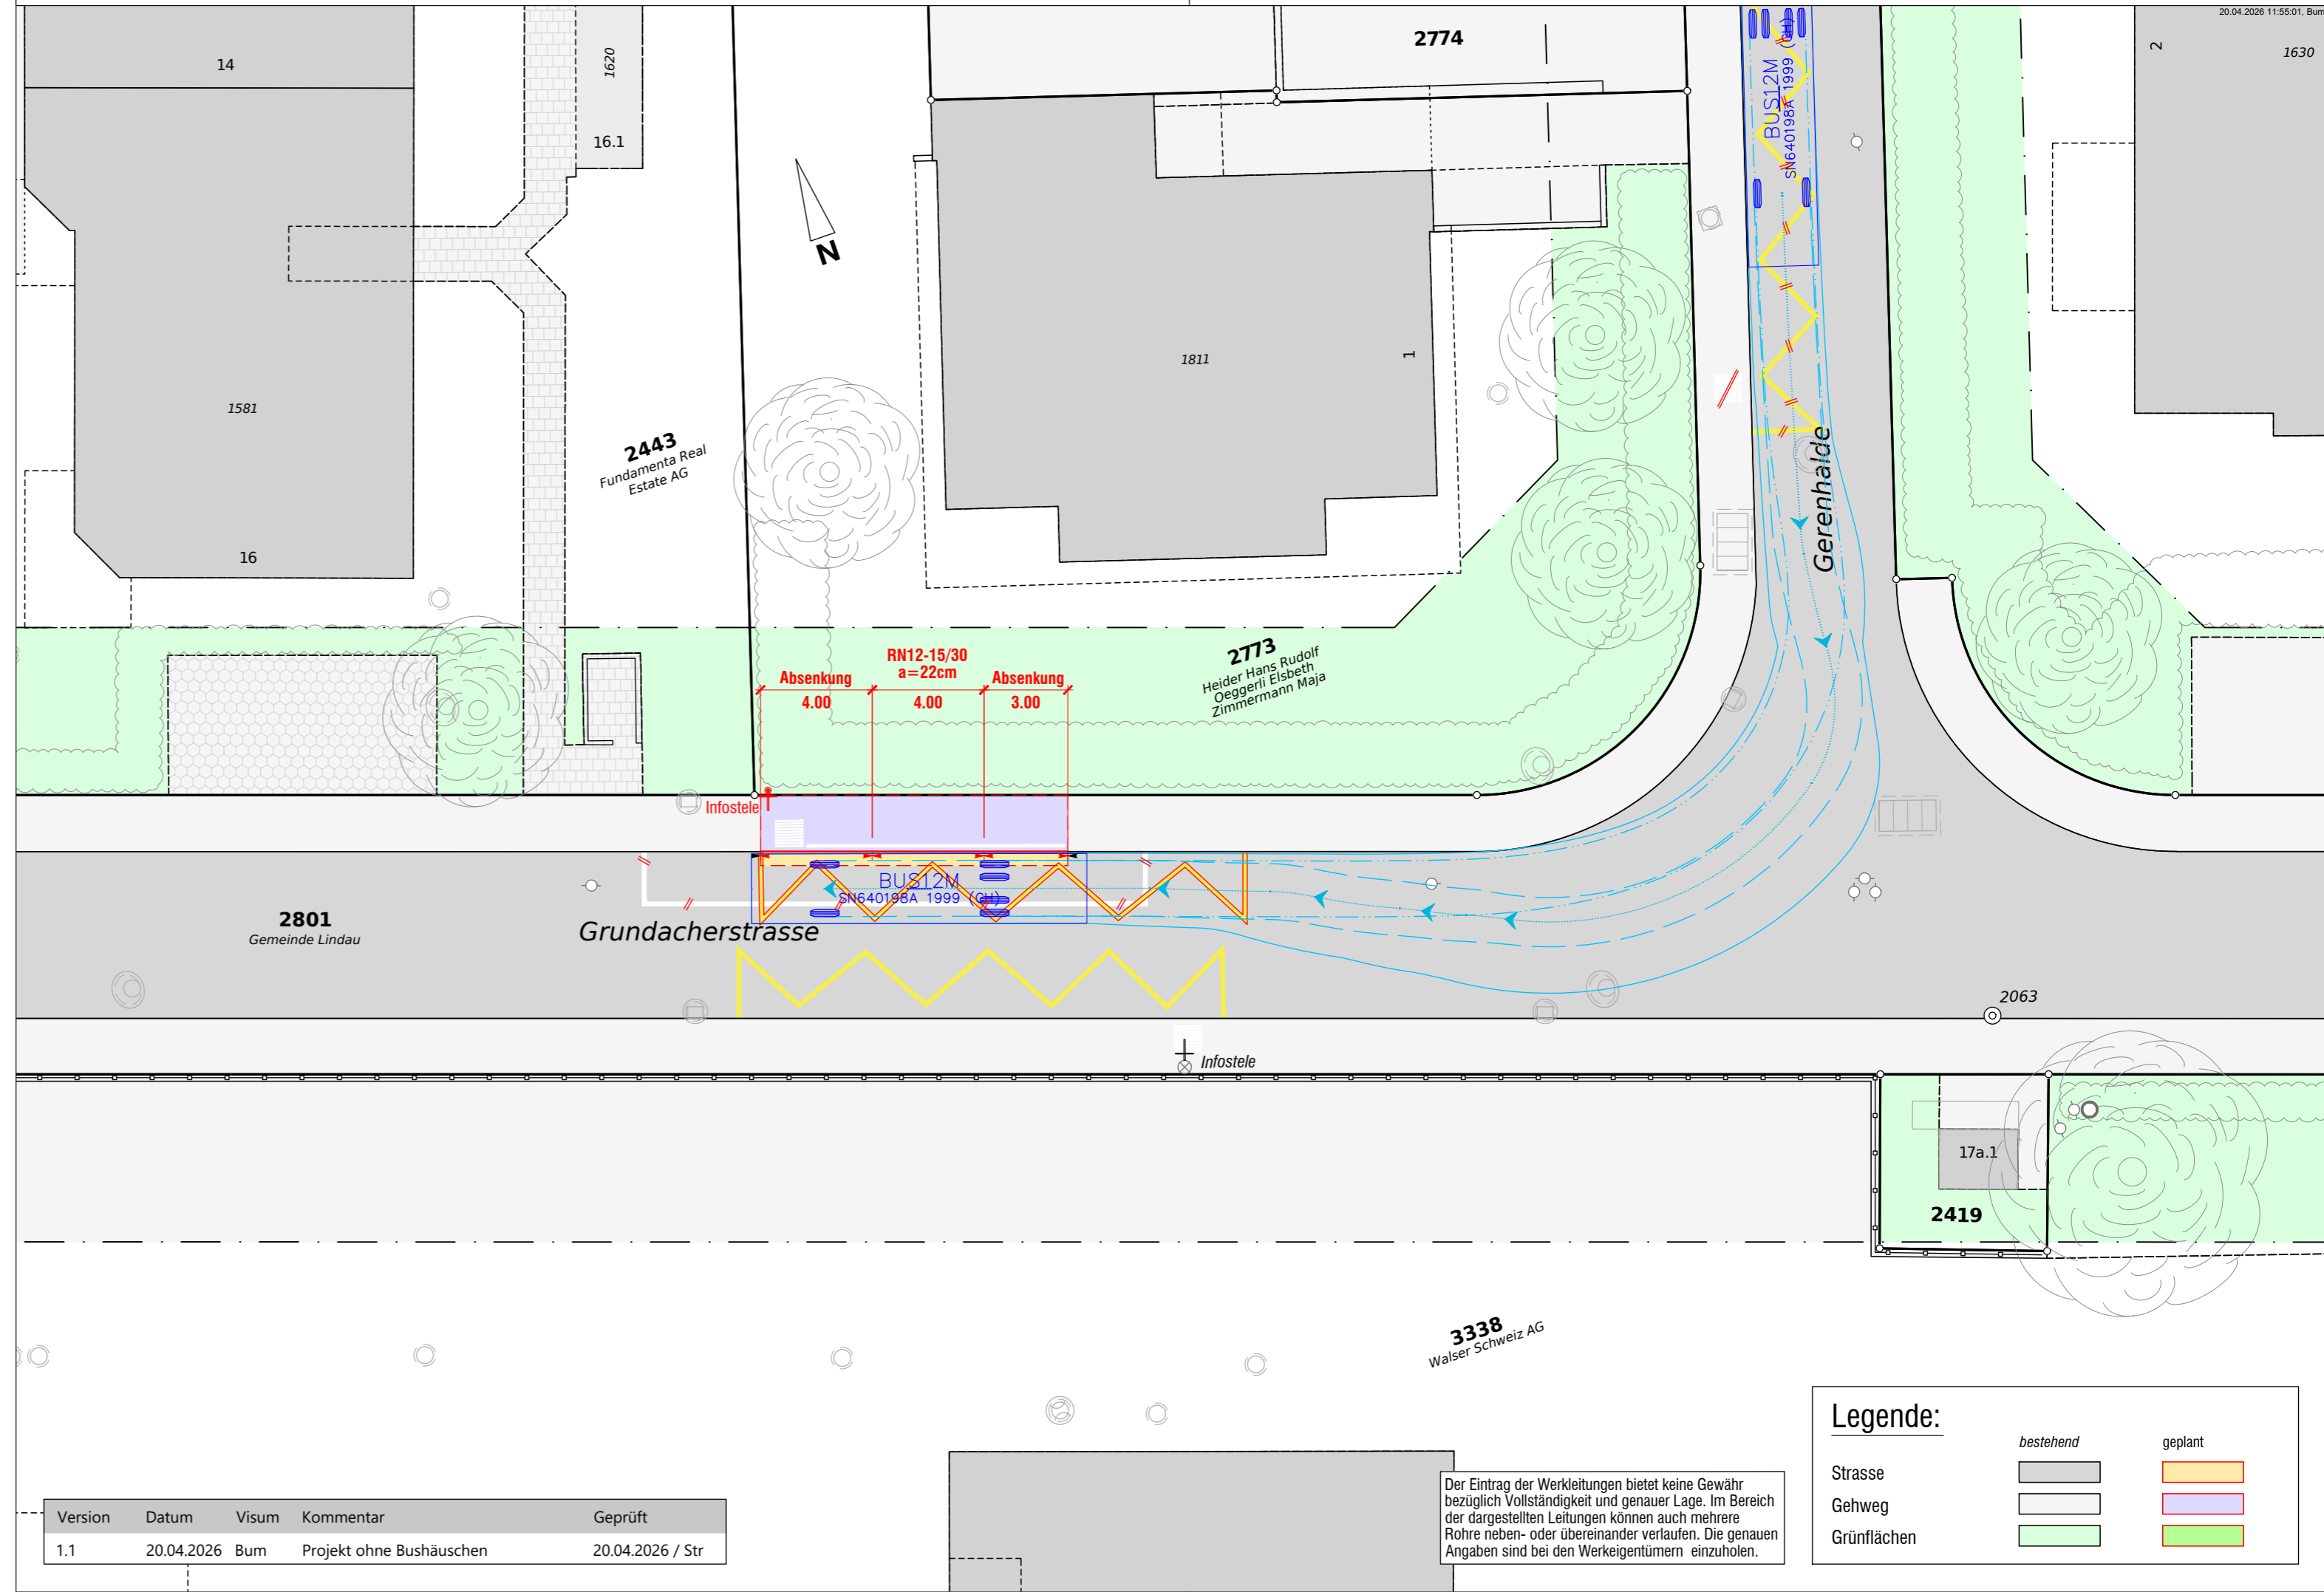 20.04.2026 11:55:01, Bum
14
1620
16.1
2774
BUS12M
SN640198A 1999 (CH)
2
1630
N
1811
1
1581
2443
Fundamenta Real
Estate AG
Gerenhalde
16
2773
Heider Hans Rudolf
Oeggerli Elsbeth
Zimmermann Maja
RN12-15/30
a=22cm
Absenkung
Absenkung
4.00
4.00
3.00
Infostele
BUS12M
SN640198A 1999 (CH)
2801
Gemeinde Lindau
Grundacherstrasse
2063
Infostele
17a.1
2419
3338
Walser Schweiz AG
Legende:
bestehend geplant
Strasse
Gehweg
Grünflächen
Der Eintrag der Werkleitungen bietet keine Gewähr
bezüglich Vollständigkeit und genauer Lage. Im Bereich
der dargestellten Leitungen können auch mehrere
Rohre neben- oder übereinander verlaufen. Die genauen
Angaben sind bei den Werkeigentümern einzuholen.
Version Datum Visum Kommentar Geprüft
1.1 20.04.2026 Bum Projekt ohne Bushäuschen 20.04.2026 / Str